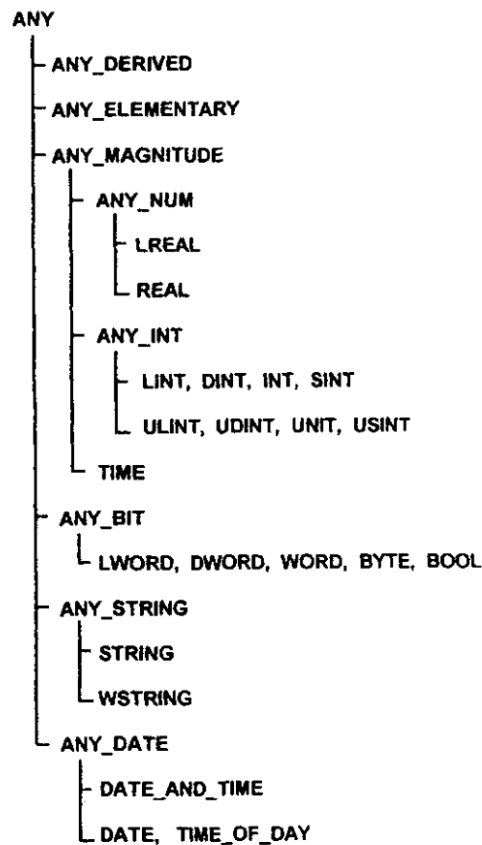 ANY
ANY_DERIVED
ANY_ELEMENTARY
ANY_MAGNITUDE
ANY_NUM
LREAL
REAL
ANY_INT
LINT, DINT, INT, SINT
ULINT, UDINT, UNIT, USINT
TIME
ANY_BIT
LWORD, DWORD, WORD, BYTE, BOOL
ANY_STRING
STRING
WSTRING
ANY_DATE
DATE_AND_TIME
DATE, TIME_OF_DAY